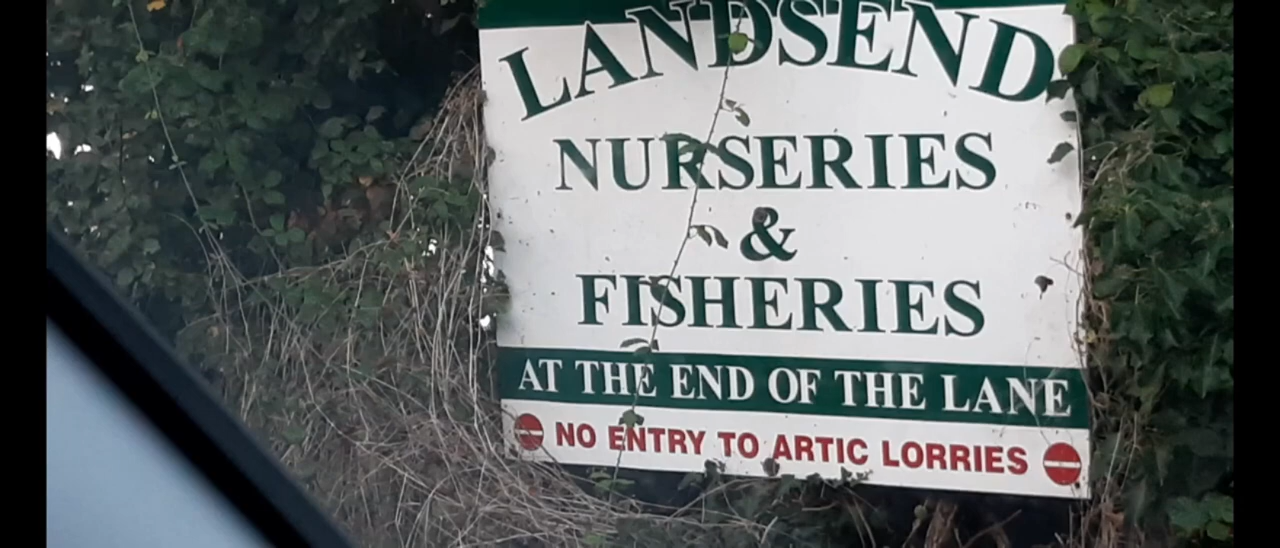 LANDSEND
NURSERIES
&
FISHERIES
AT THE END OF THE LANE
NO ENTRY TO ARTIC LORRIES